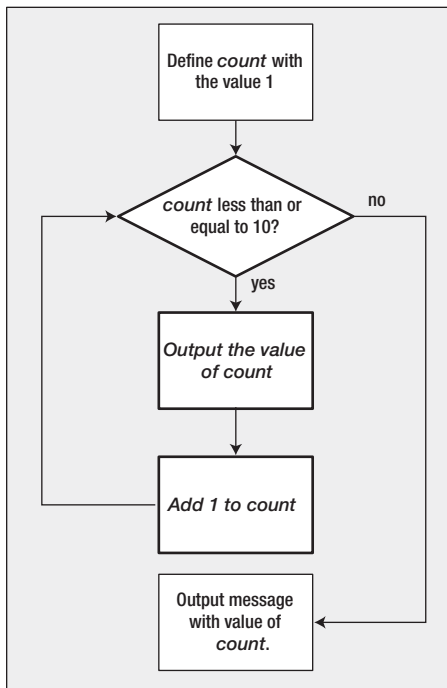 Define count with
the value 1
count less than or
equal to 10?
no
yes
Output the value
of count
Add 1 to count
Output message
with value of
count.